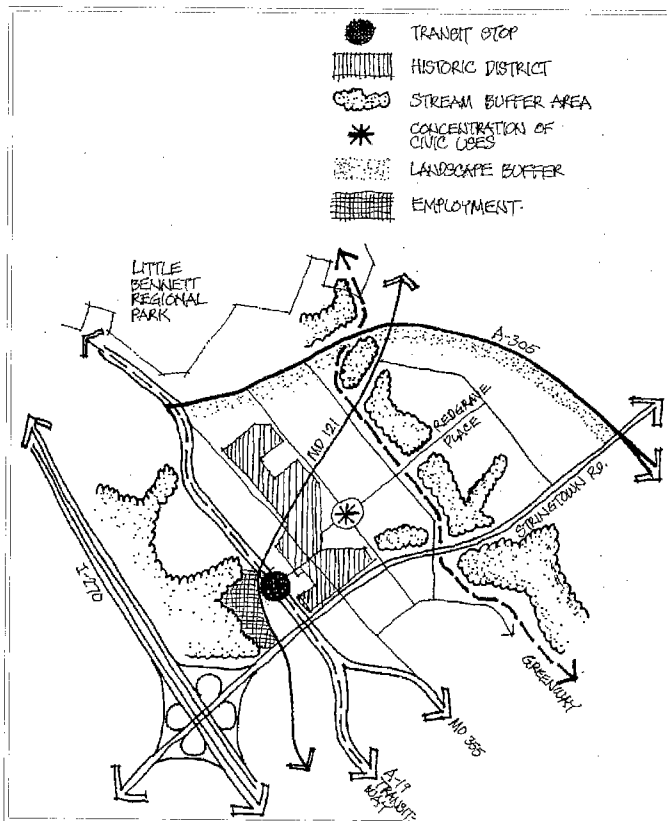 TRANSIT STOP
HISTORIC DISTRICT
STREAM BUFFER AREA
CONCENTRATION OF
CIVIC USES
LANDSCAPE BUFFER
EMPLOYMENT
LITTLE
BENNETT
REGIONAL
PARK
A-305
MD 121
REDGRAVE
PLACE
STRINGTOWN RD.
I-270
GREENWAY
MD 355
A-19
TRANSIT-
WAY